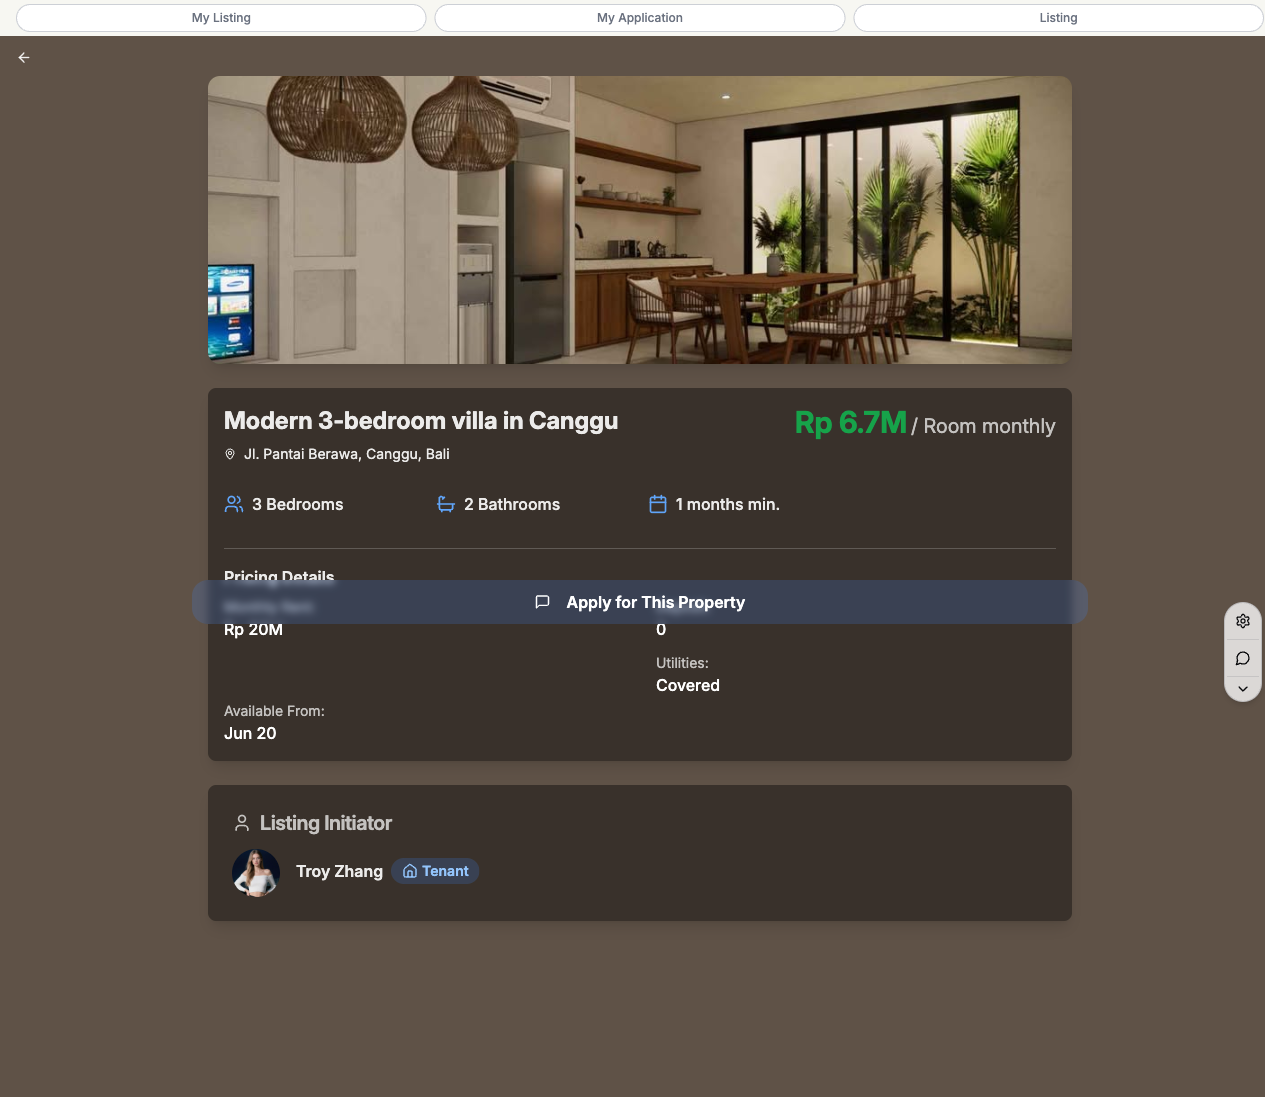 My Listing
My Application
Listing
Modern 3-bedroom villa in Canggu
Rp 6.7M / Room monthly
Jl. Pantai Berawa, Canggu, Bali
3 Bedrooms
2 Bathrooms
1 months min.
Pricing Details
Apply for This Property
Rp 20M
0
Utilities:
Covered
Available From:
Jun 20
Listing Initiator
Troy Zhang
Tenant